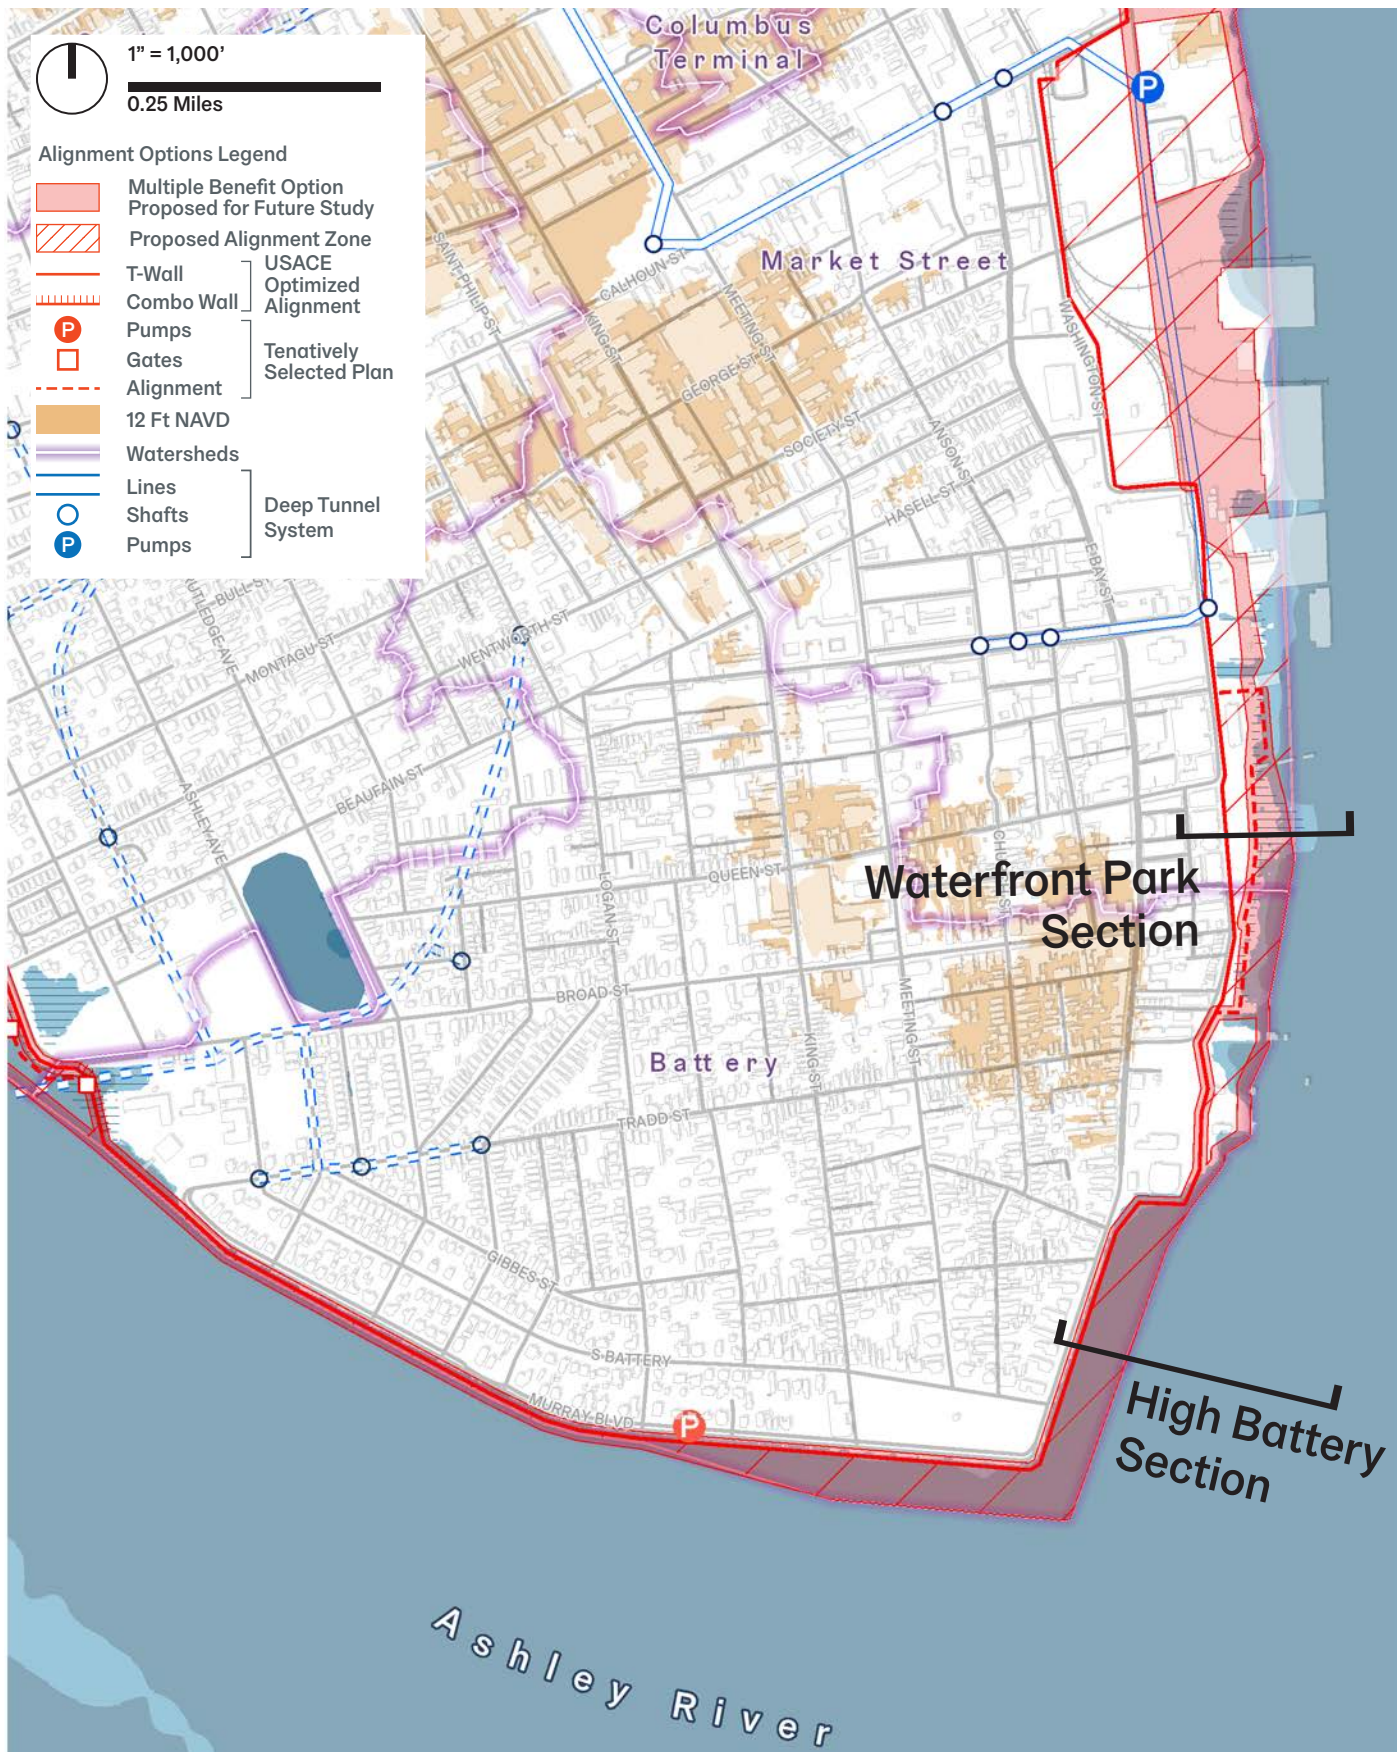 1” = 1,000’
0.25 Miles
Alignment Options Legend
Multiple Benefit Option
Proposed for Future Study
Proposed Alignment Zone
T-Wall
Combo Wall
USACE
Optimized
Alignment
P
Pumps
Gates
Alignment
Tenatively
Selected Plan
12 Ft NAVD
Watersheds
Lines
Shafts
P
Pumps
Deep Tunnel
System
Columbus
Terminal
P
Market Street
SAINT-PHILIP-ST
CALHOUN-ST
KING-ST
MEETING-ST
GEORGE-ST
WASHINGTON-ST
SOCIETY-ST
ANSON-ST
HASELL-ST
E-BAY-ST
BULL-ST
RUTLEDGE-AVE
MONTAGU-ST
WENTWORTH-ST
BEAUFAIN-ST
ASHLEY-AVE
QUEEN-ST
LOGAN-ST
Waterfront Park
Section
BROAD-ST
MEETING-ST
KING-ST
Battery
TRADD-ST
GIBBES-ST
S-BATTERY
MURRAY-BLVD
P
High Battery
Section
Ashley River